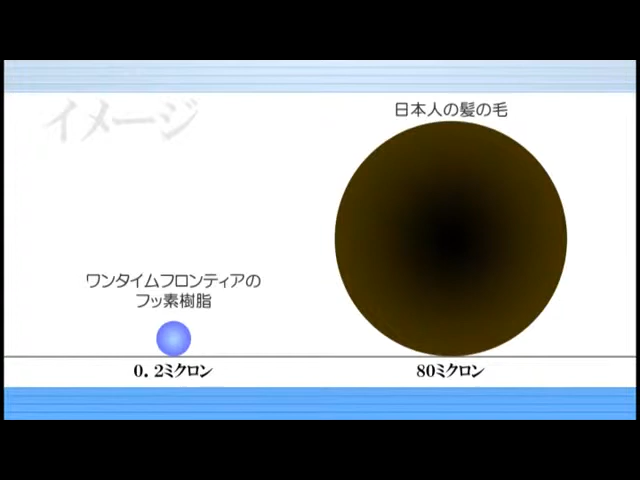 イメージ
日本人の髪の毛
ワンタイムフロンティアの
フッ素樹脂
0.2ミクロン
80ミクロン